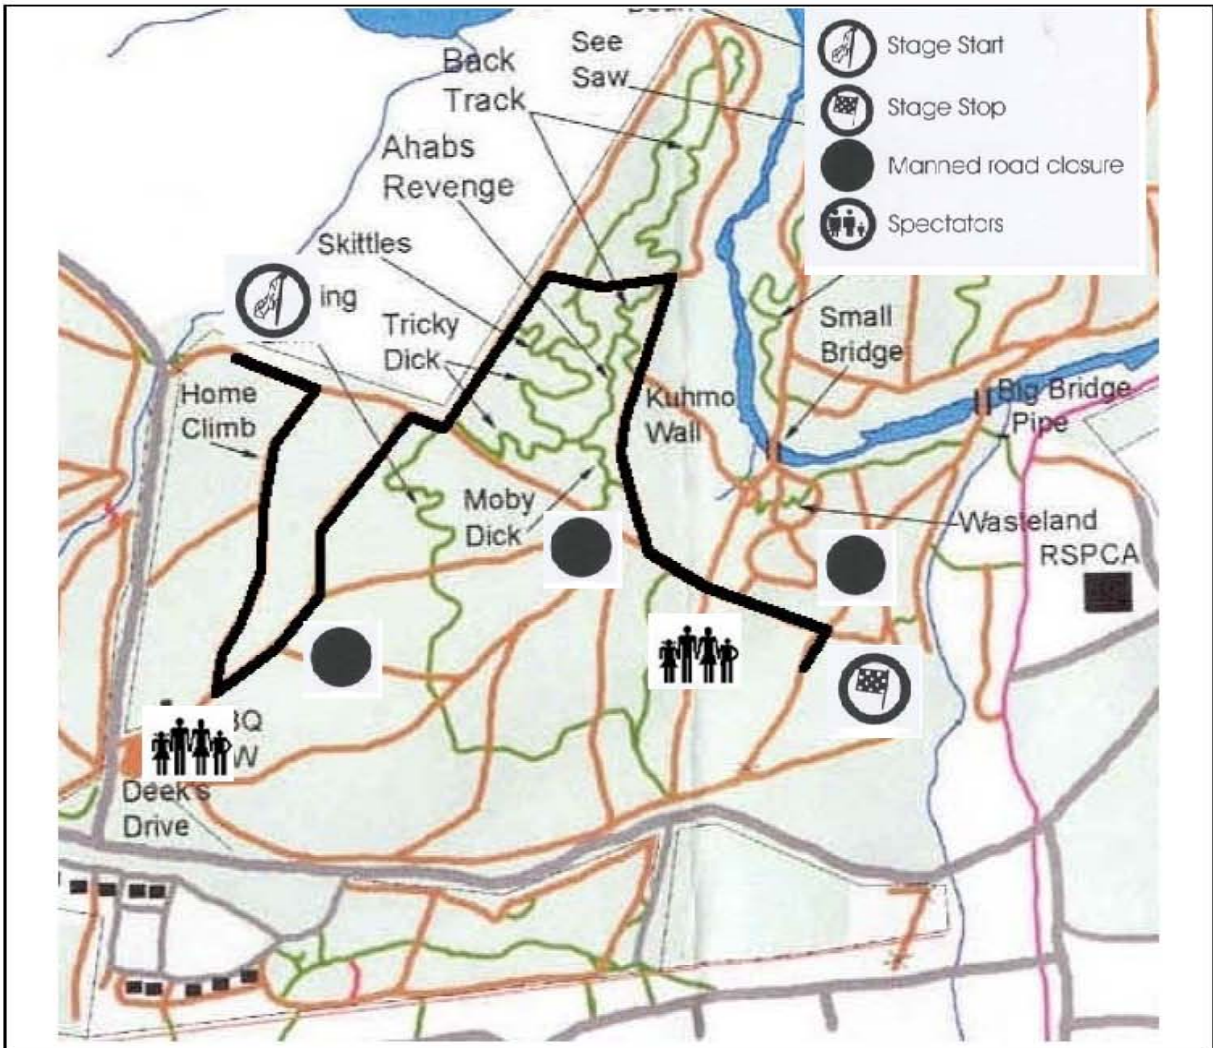 Back
Track
See
Saw
Stage Start
Stage Stop
Manned road closure
Spectators
Ahabs
Revenge
Skittles
ing
Tricky
Dick
Small
Bridge
Home
Climb
Kuhmo
Wall
Big Bridge
Pipe
Moby
Dick
Wasteland
RSPCA
BQ
W
Deek's
Drive